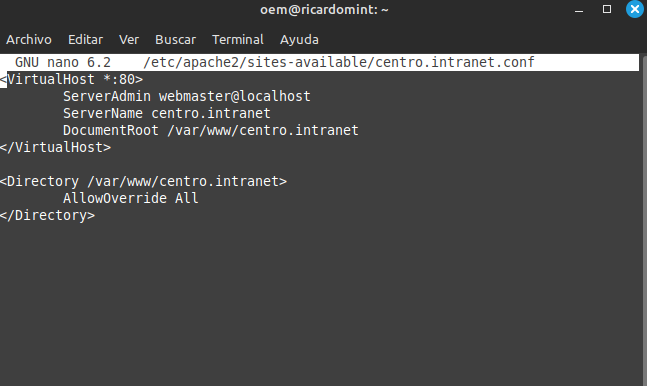 oem@ricardomint: ~
Archivo Editar Ver Buscar Terminal Ayuda
GNU nano 6.2 /etc/apache2/sites-available/centro.intranet.conf
<VirtualHost *:80>
ServerAdmin webmaster@localhost
ServerName centro.intranet
DocumentRoot /var/www/centro.intranet
</VirtualHost>
<Directory /var/www/centro.intranet>
AllowOverride All
</Directory>